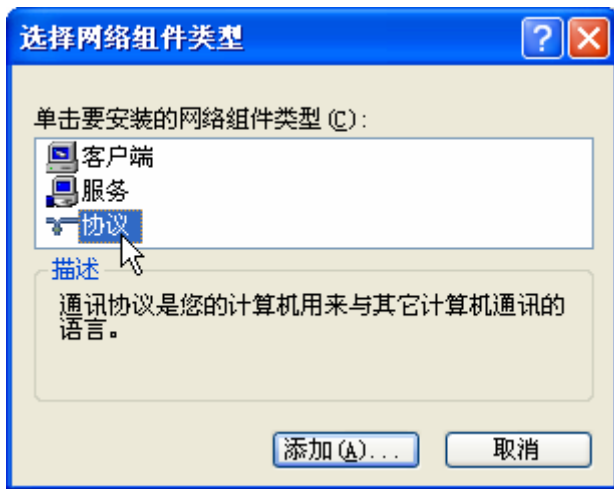 选择网络组件类型
单击要安装的网络组件类型(C):
客户端
服务
协议
描述
通讯协议是您的计算机用来与其它计算机通讯的
语言。
添加(A)... 取消